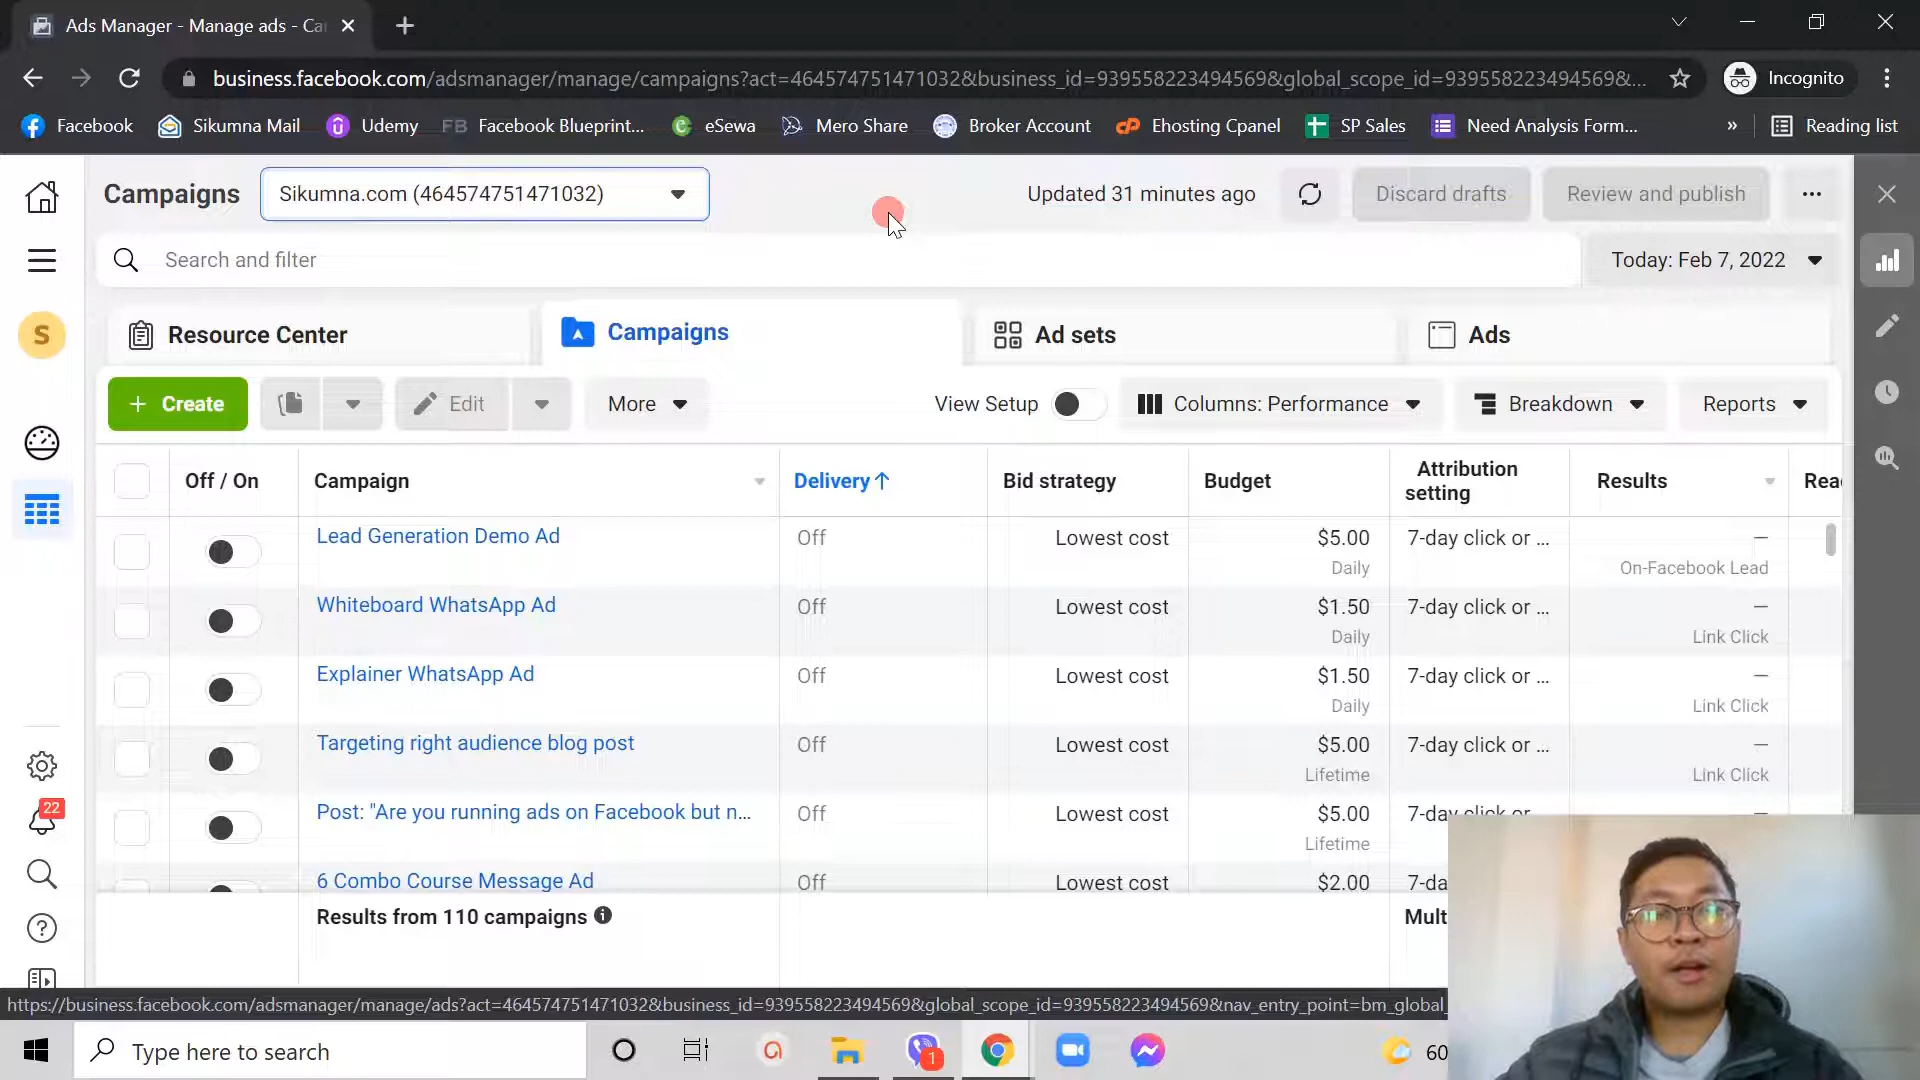 Ads Manager - Manage ads - Ca
business.facebook.com/adsmanager/manage/campaigns?act=464574751471032&business_id=939558223494569&global_scope_id=939558223494569&...
Incognito
Facebook
Sikumna Mail
Udemy
FB Facebook Blueprint...
eSewa
Mero Share
Broker Account
cP Ehosting Cpanel
SP Sales
Need Analysis Form...
»
Reading list
Campaigns
Sikumna.com (464574751471032)
Updated 31 minutes ago
Discard drafts
Review and publish
Search and filter
Today: Feb 7, 2022
S
Resource Center
Campaigns
Ad sets
Ads
+ Create
Edit
More
View Setup
Columns: Performance
Breakdown
Reports
Off / On
Campaign
Delivery ↑
Bid strategy
Budget
Attribution
setting
Results
Rea
Lead Generation Demo Ad
Off
Lowest cost
$5.00
Daily
7-day click or ...
—
On-Facebook Lead
Whiteboard WhatsApp Ad
Off
Lowest cost
$1.50
Daily
7-day click or ...
—
Link Click
Explainer WhatsApp Ad
Off
Lowest cost
$1.50
Daily
7-day click or ...
—
Link Click
Targeting right audience blog post
Off
Lowest cost
$5.00
Lifetime
7-day click or ...
—
Link Click
Post: "Are you running ads on Facebook but n...
Off
Lowest cost
$5.00
Lifetime
7-day click or
—
6 Combo Course Message Ad
Off
Lowest cost
$2.00
7-da
22
Results from 110 campaigns
Mult
https://business.facebook.com/adsmanager/manage/ads?act=464574751471032&business_id=939558223494569&global_scope_id=939558223494569&nav_entry_point=bm_global_
Type here to search
1
60